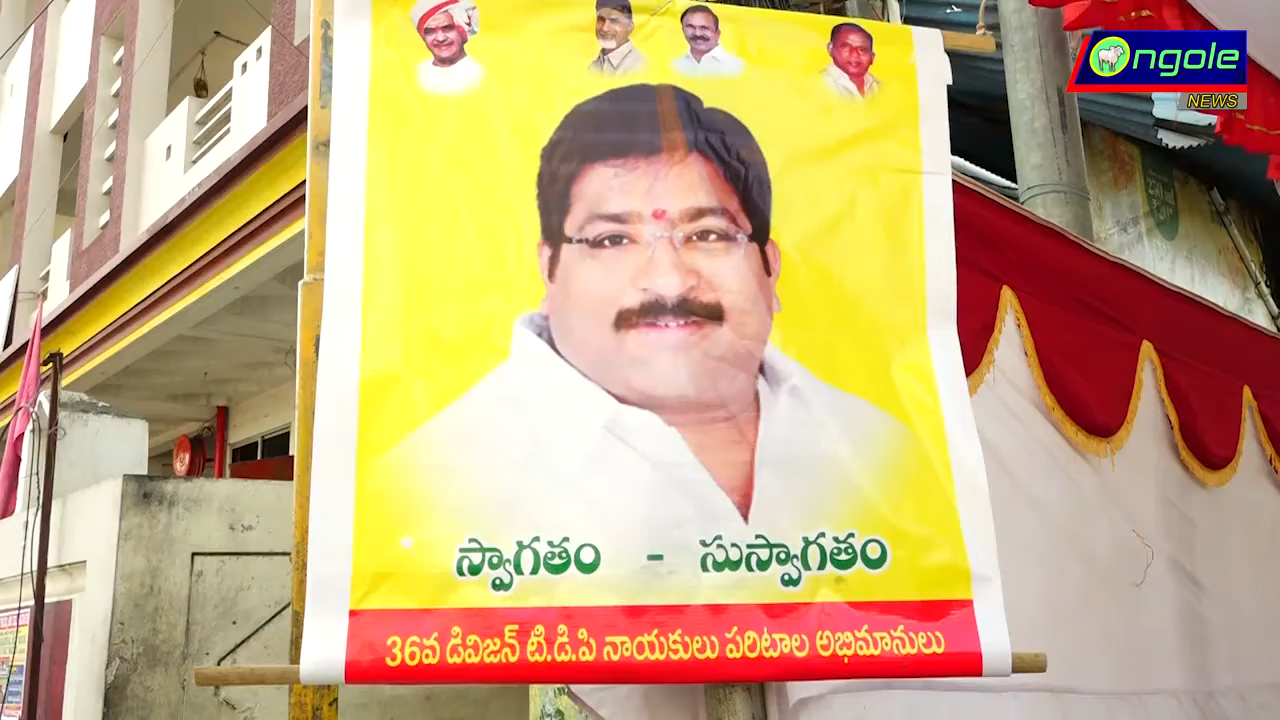 Ongole
NEWS
స్వాగతం - సుస్వాగతం
36వ డివిజన్ టి.డి.పి నాయకులు పరిటాల అభిమానులు